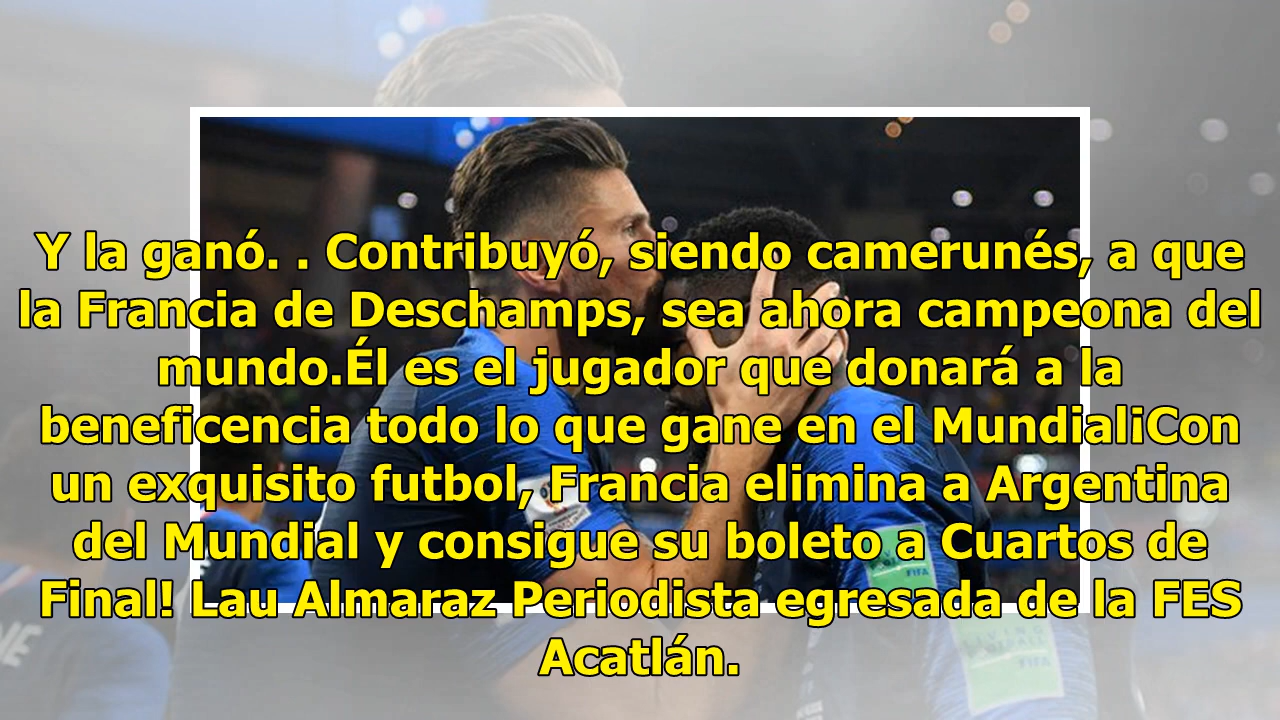 Y la ganó. . Contribuyó, siendo camerunés, a que
la Francia de Deschamps, sea ahora campeona del
mundo.Él es el jugador que donará a la
beneficencia todo lo que gane en el Mundial¡Con
un exquisito futbol, Francia elimina a Argentina
del Mundial y consigue su boleto a Cuartos de
Final! Lau Almaraz Periodista egresada de la FES
Acatlán.
FIFA
FIFA